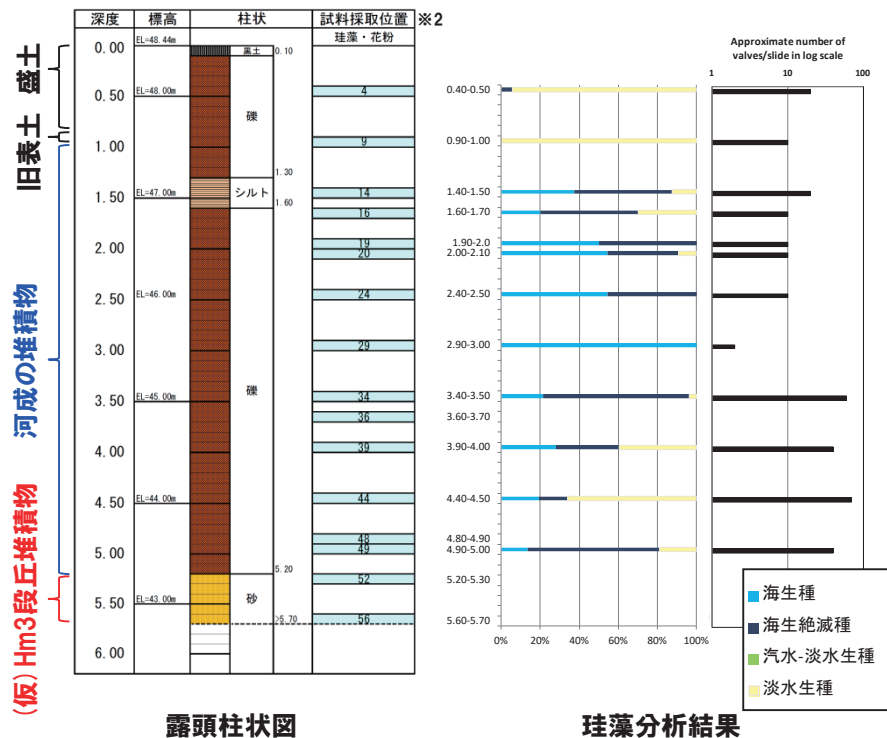 深度 標高 柱状 試料採取位置 ※2
珪藻・花粉
EL=48.44m
0.00
黒土 0.10
0.50
EL=48.00m
礫
4
1.00
9
1.30
1.50
EL=47.00m
シルト
14
1.60
16
2.00
19
20
2.50
EL=46.00m
24
3.00
29
礫
3.50
EL=45.00m
34
36
4.00
39
4.50
EL=44.00m
44
48
5.00
49
5.20
52
5.50
EL=43.00m
砂
>5.70
56
6.00
盛土
旧表土
河成の堆積物
(仮) Hm3段丘堆積物
露頭柱状図
Approximate number of
valves/slide in log scale
1 10 100
0.40-0.50
0.90-1.00
1.40-1.50
1.60-1.70
1.90-2.0
2.00-2.10
2.40-2.50
2.90-3.00
3.40-3.50
3.60-3.70
3.90-4.00
4.40-4.50
4.80-4.90
4.90-5.00
5.20-5.30
5.60-5.70
0% 20% 40% 60% 80% 100%
海生種
海生絶滅種
汽水-淡水生種
淡水生種
珪藻分析結果